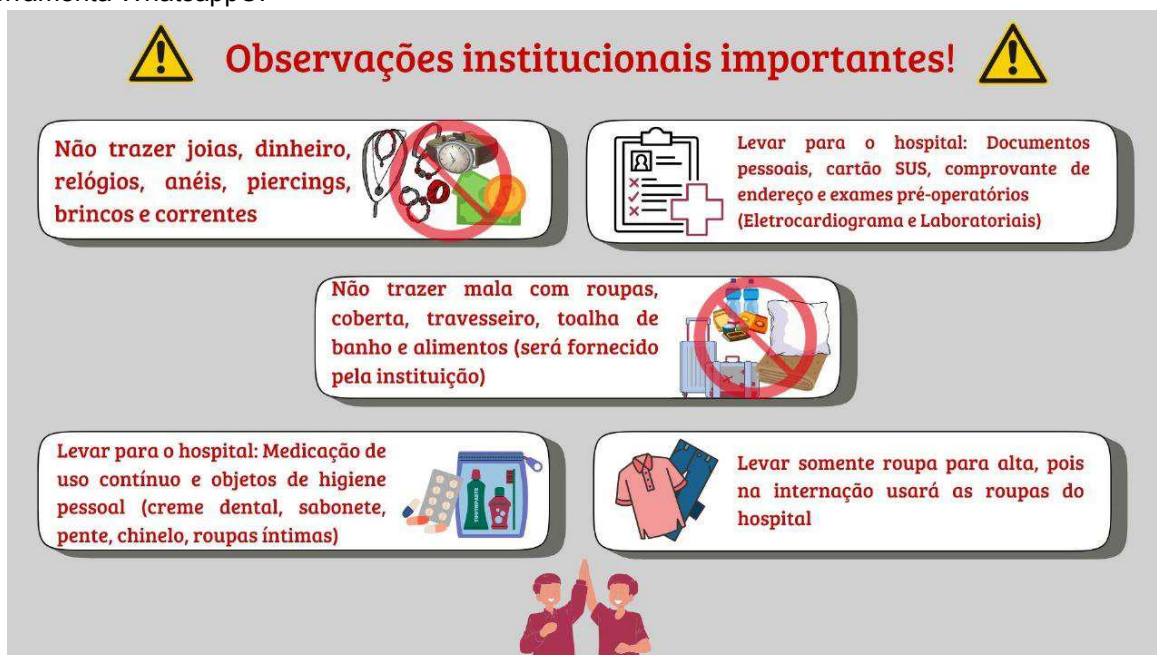 Observações institucionais importantes!
Não trazer joias, dinheiro,
relógios, anéis, piercings,
brincos e correntes
Levar para o hospital: Documentos
pessoais, cartão SUS, comprovante de
endereço e exames pré-operatórios
(Eletrocardiograma e Laboratoriais)
Não trazer mala com roupas,
coberta, travesseiro, toalha de
banho e alimentos (será fornecido
pela instituição)
Levar para o hospital: Medicação de
uso contínuo e objetos de higiene
pessoal (creme dental, sabonete,
pente, chinelo, roupas íntimas)
TOOTHPASTE
Levar somente roupa para alta, pois
na internação usará as roupas do
hospital